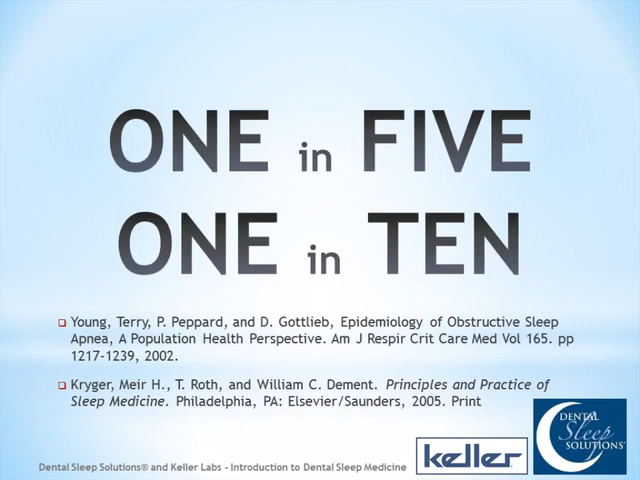 ONE in FIVE
ONE in TEN
Young, Terry, P. Peppard, and D. Gottlieb, Epidemiology of Obstructive Sleep
Apnea, A Population Health Perspective. Am J Respir Crit Care Med Vol 165. pp
1217-1239, 2002.
Kryger, Meir H., T. Roth, and William C. Dement. Principles and Practice of
Sleep Medicine. Philadelphia, PA: Elsevier/Saunders, 2005. Print
Dental Sleep Solutions® and Keller Labs - Introduction to Dental Sleep Medicine
keller
DENTAL
Sleep
SOLUTIONS